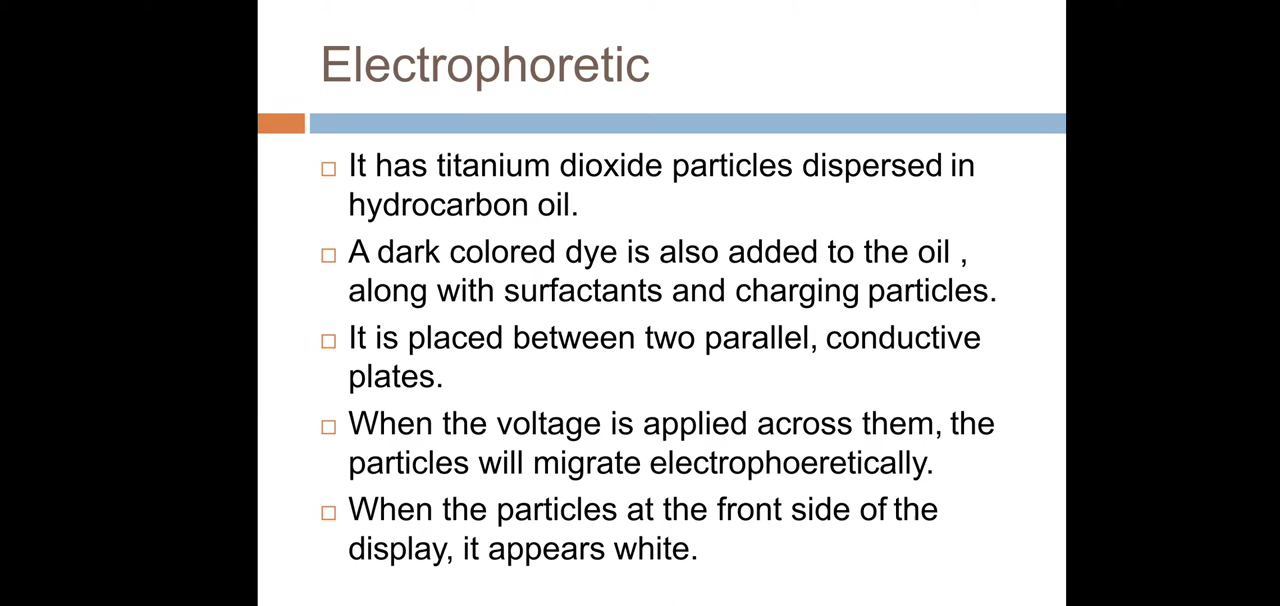 Electrophoretic
It has titanium dioxide particles dispersed in
hydrocarbon oil.
A dark colored dye is also added to the oil ,
along with surfactants and charging particles.
It is placed between two parallel, conductive
plates.
When the voltage is applied across them, the
particles will migrate electrophoeretically.
When the particles at the front side of the
display, it appears white.